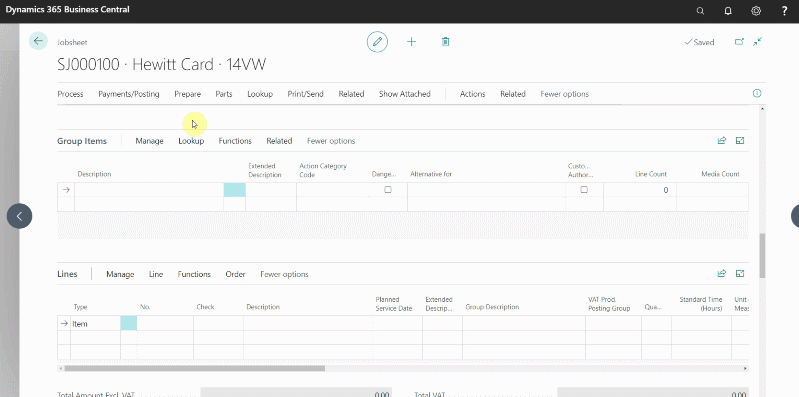 Dynamics 365 Business Central
Jobsheet
Saved
SJ000100 · Hewitt Card · 14VW
Process Payments/Posting Prepare Parts Lookup Print/Send Related Show Attached Actions Related Fewer options
Group Items Manage Lookup Functions Related Fewer options
Description Extended Description Action Category Code Dange... Alternative for Custo... Author... Line Count Media Count
0
Lines Manage Line Functions Order Fewer options
Type No. Check Description Planned Service Date Extended Descrip... Group Description VAT Prod. Posting Group Qua... Standard Time (Hours) Unit Meas
Item
Total Amount Excl. VAT 0.00 Total VAT 0.00